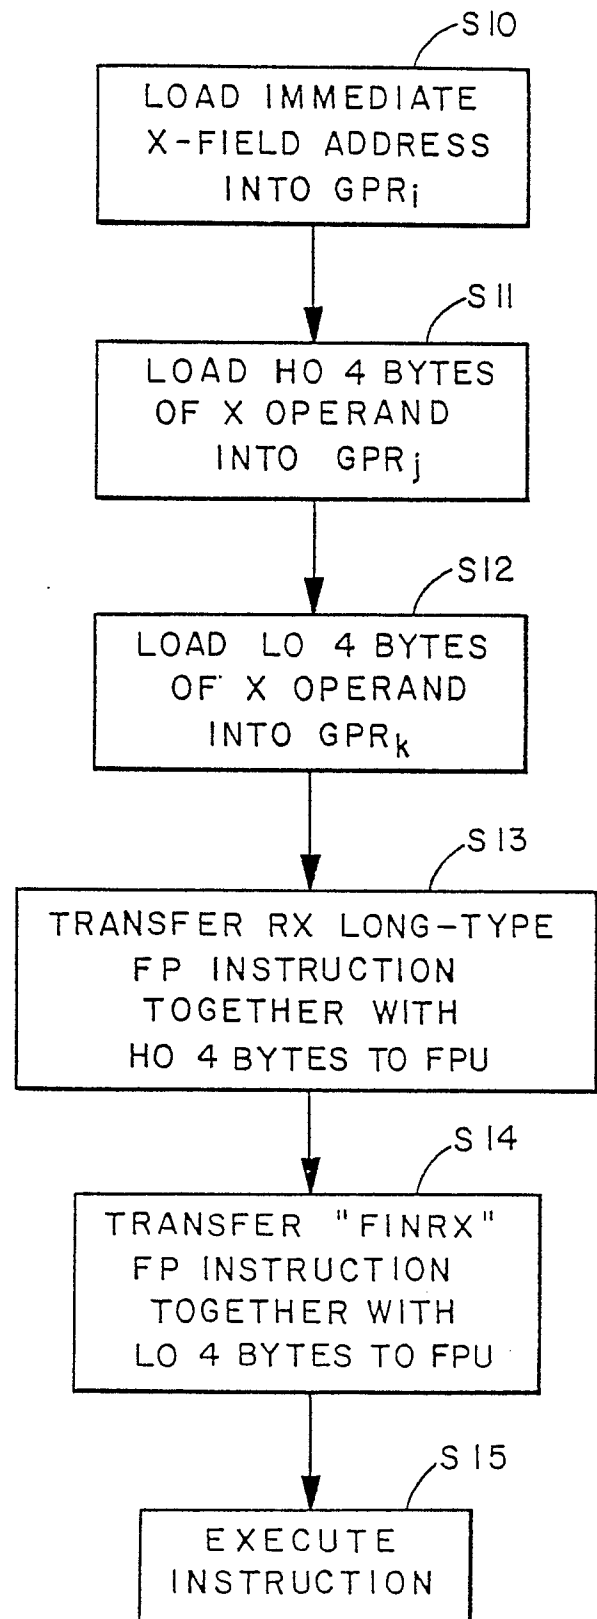 S10
LOAD IMMEDIATE
X-FIELD ADDRESS
INTO GPRi
S11
LOAD HO 4 BYTES
OF X OPERAND
INTO GPRj
S12
LOAD LO 4 BYTES
OF X OPERAND
INTO GPRk
S13
TRANSFER RX LONG-TYPE
FP INSTRUCTION
TOGETHER WITH
HO 4 BYTES TO FPU
S14
TRANSFER "FINRX"
FP INSTRUCTION
TOGETHER WITH
LO 4 BYTES TO FPU
S15
EXECUTE
INSTRUCTION